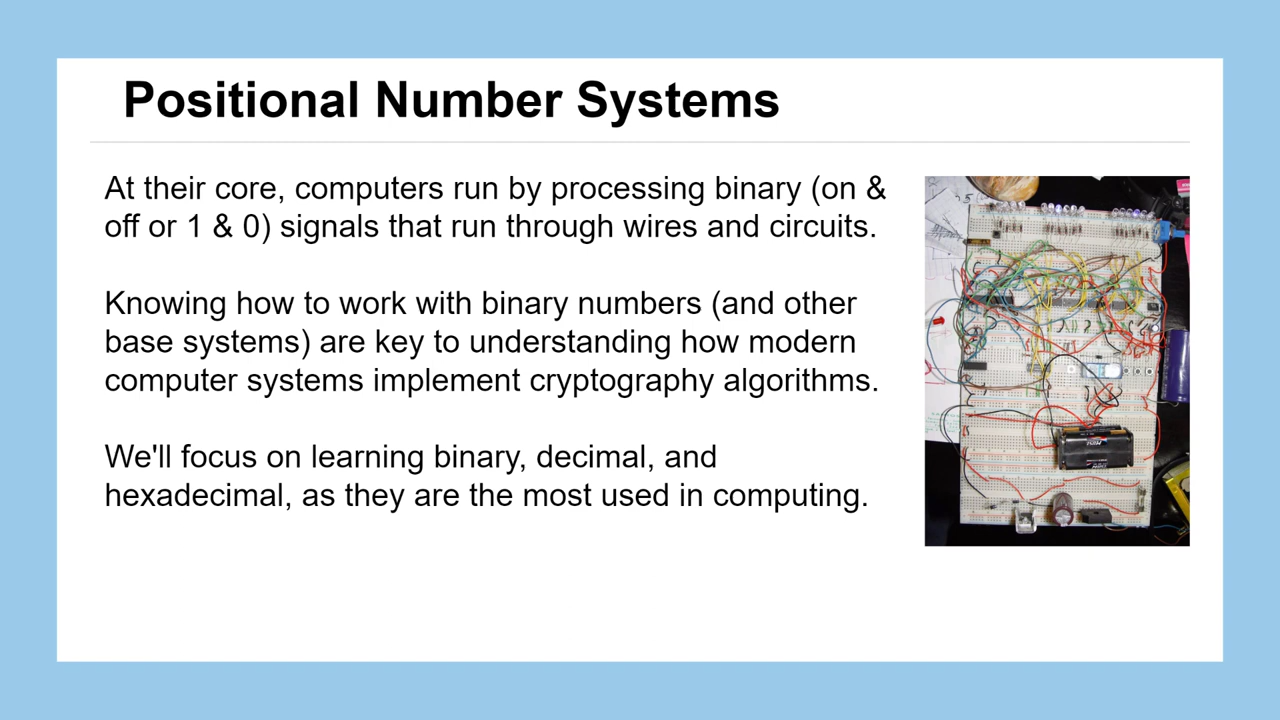 Positional Number Systems
At their core, computers run by processing binary (on &
off or 1 & 0) signals that run through wires and circuits.
Knowing how to work with binary numbers (and other
base systems) are key to understanding how modern
computer systems implement cryptography algorithms.
We'll focus on learning binary, decimal, and
hexadecimal, as they are the most used in computing.